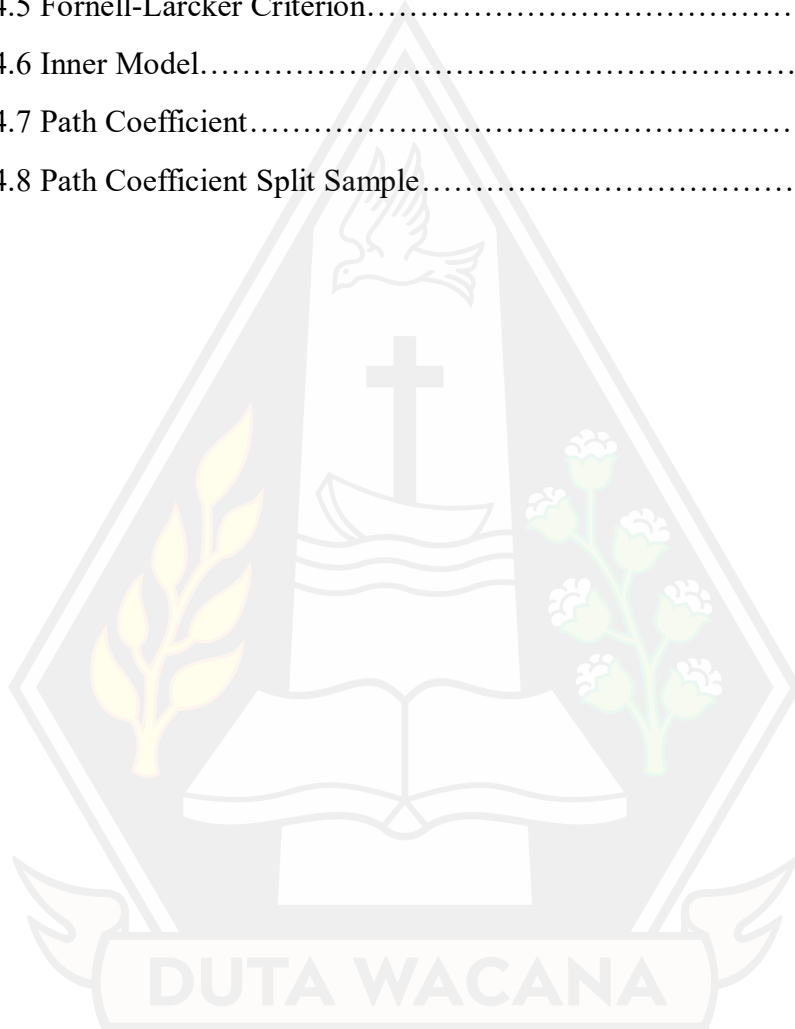 4.5 Fornell-Larcker Criterion…………………………………………
4.6 Inner Model……………………………………………………………
4.7 Path Coefficient………………………………………………………
4.8 Path Coefficient Split Sample……………………………………
DUTA WACANA